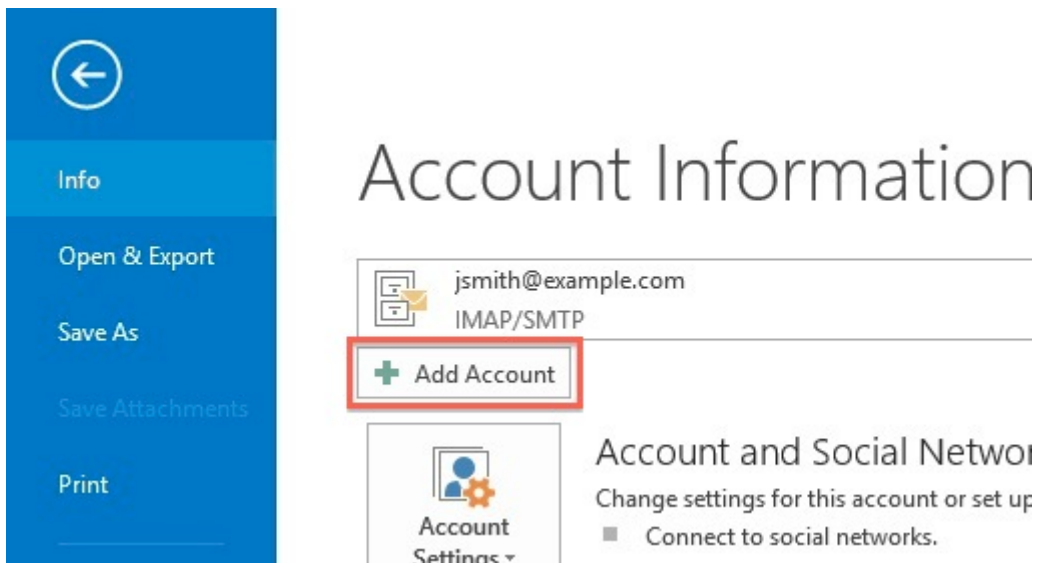 Info
Open & Export
Save As
Save Attachments
Print
Account Information
jsmith@example.com
IMAP/SMTP
Add Account
Account
Settings
Account and Social Networ
Change settings for this account or set up
Connect to social networks.